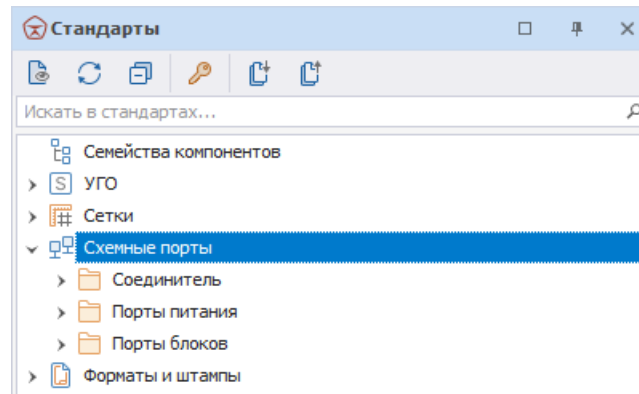 Стандарты
Искать в стандартах...
Семейства компонентов
S УГО
Сетки
Схемные порты
Соединитель
Порты питания
Порты блоков
Форматы и штампы